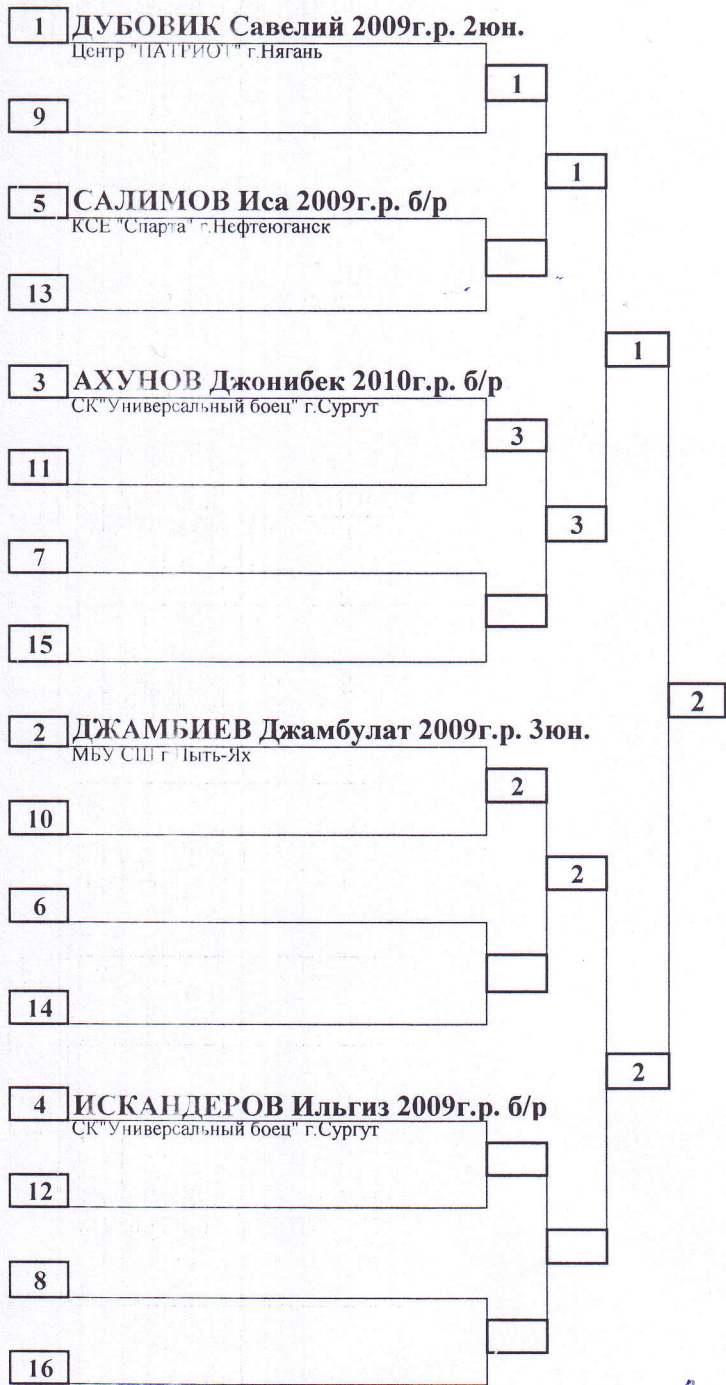 1 ДУБОВИК Савелий 2009г.р. 2юн.
Центр "ПАТРИОТ" г.Нягань
1
9
1
5 САЛИМОВ Иса 2009г.р. б/р
КСЕ "Спарта" г.Нефтеюганск
13
1
3 АХУНОВ Джонибек 2010г.р. б/р
СК"Универсальный боец" г.Сургут
3
11
3
7
15
2
2 ДЖАМБИЕВ Джамбулат 2009г.р. 3юн.
МБУ СШ г Пыть-Ях
2
10
2
6
14
2
4 ИСКАНДЕРОВ Ильгиз 2009г.р. б/р
СК"Универсальный боец" г.Сургут
12
8
16